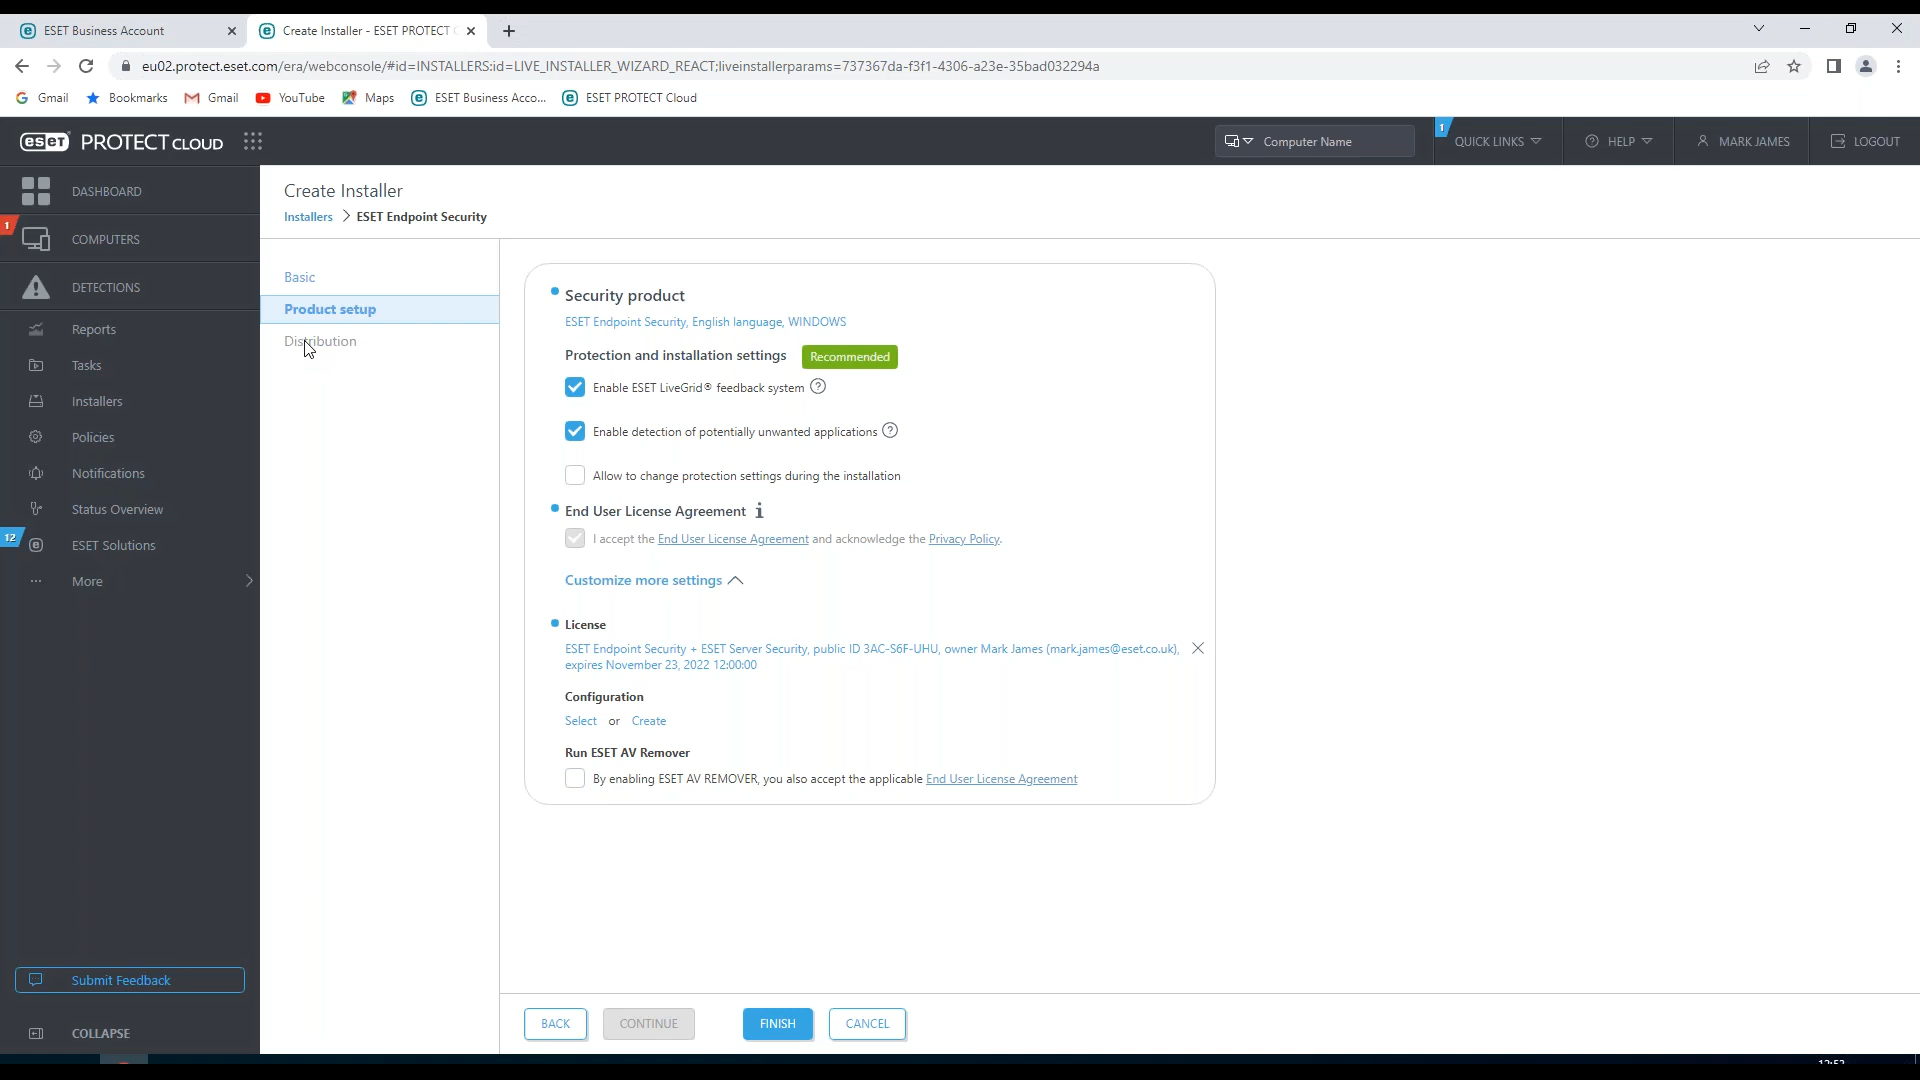 ESET Business Account
Create Installer - ESET PROTECT C
eu02.protect.eset.com/era/webconsole/#id=INSTALLERS:id=LIVE_INSTALLER_WIZARD_REACT;liveinstallerparams=737367da-f3f1-4306-a23e-35bad032294a
Gmail Bookmarks Gmail YouTube Maps ESET Business Acco... ESET PROTECT Cloud
eset PROTECT CLOUD
Computer Name
1
QUICK LINKS
HELP
MARK JAMES
LOGOUT
DASHBOARD
1
COMPUTERS
DETECTIONS
Reports
Tasks
Installers
Policies
Notifications
Status Overview
12
ESET Solutions
More
Submit Feedback
COLLAPSE
Create Installer
Installers > ESET Endpoint Security
Basic
Product setup
Distribution
Security product
ESET Endpoint Security, English language, WINDOWS
Protection and installation settings Recommended
Enable ESET LiveGrid® feedback system
Enable detection of potentially unwanted applications
Allow to change protection settings during the installation
End User License Agreement
I accept the End User License Agreement and acknowledge the Privacy Policy.
Customize more settings
License
ESET Endpoint Security + ESET Server Security, public ID 3AC-S6F-UHU, owner Mark James (mark.james@eset.co.uk),
expires November 23, 2022 12:00:00
Configuration
Select or Create
Run ESET AV Remover
By enabling ESET AV REMOVER, you also accept the applicable End User License Agreement
BACK CONTINUE FINISH CANCEL